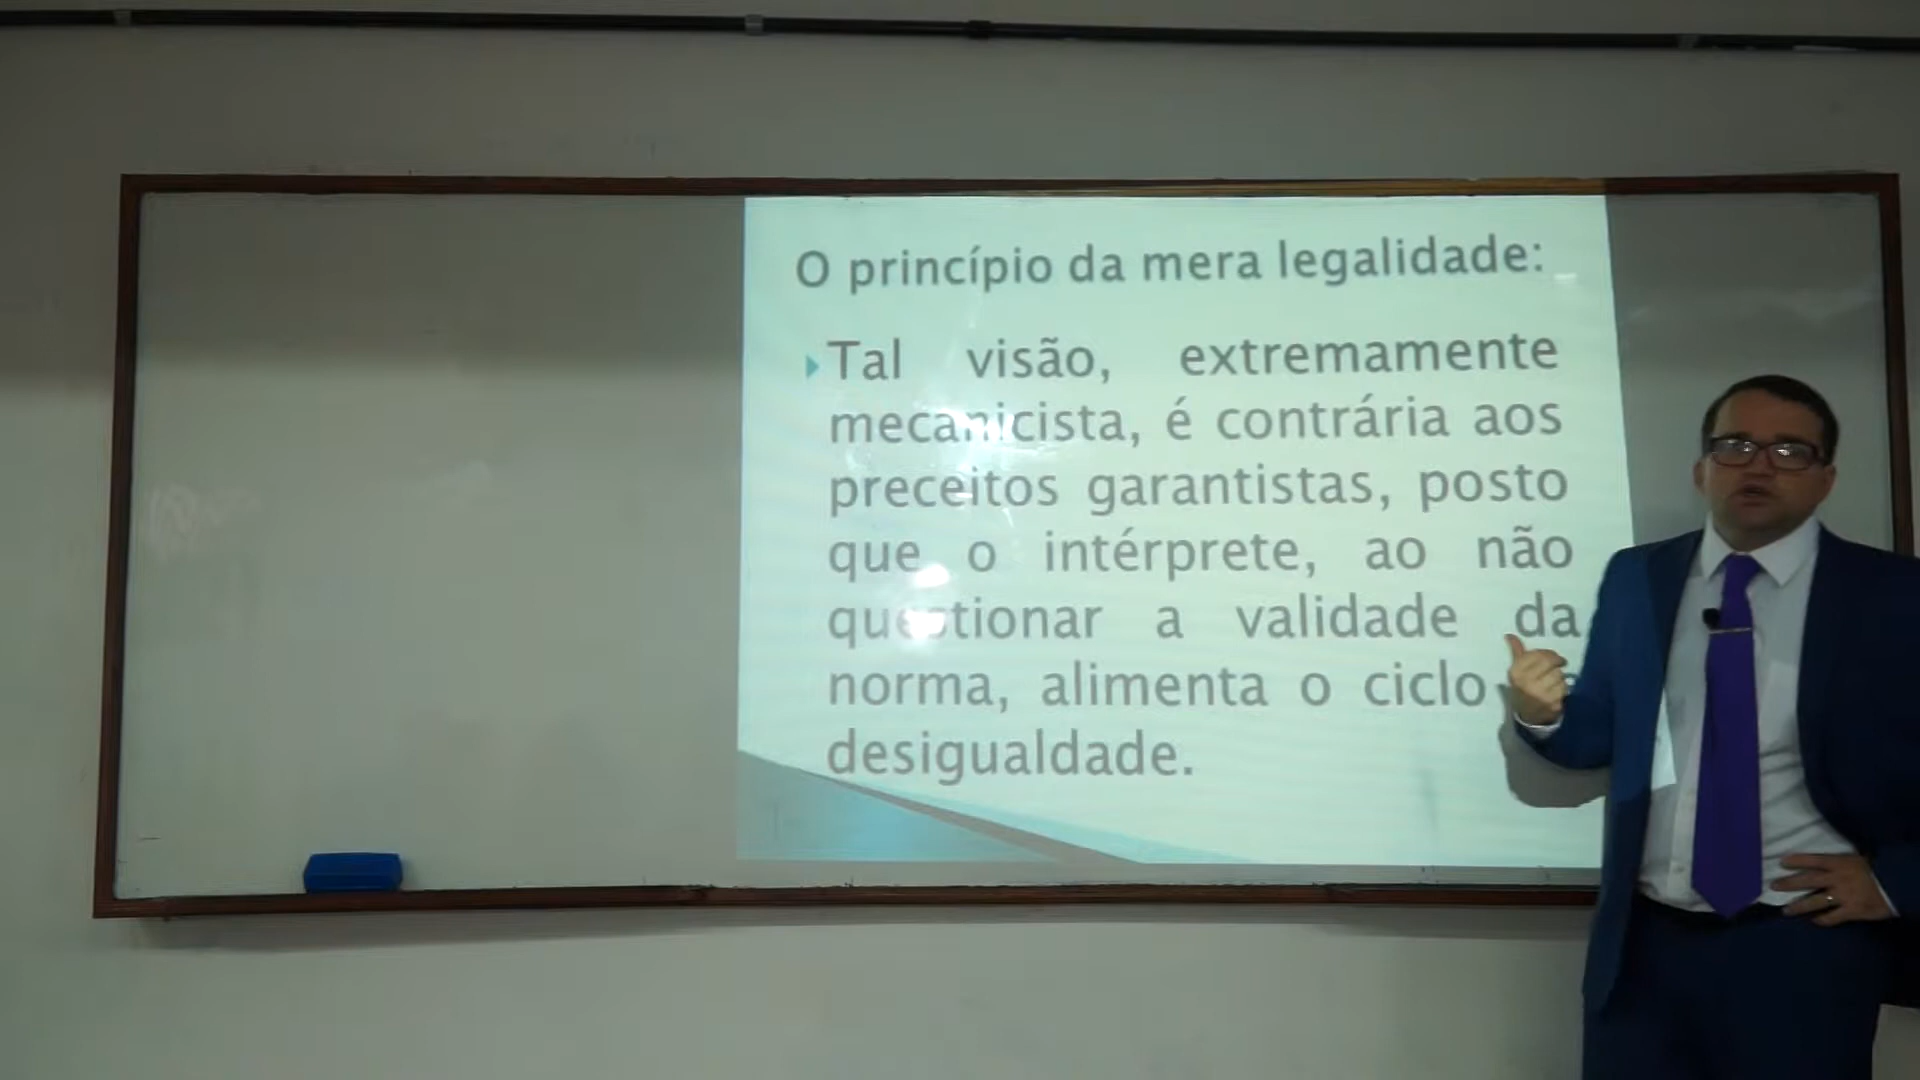 O princípio da mera legalidade:
Tal visão, extremamente
mecanicista, é contrária aos
preceitos garantistas, posto
que o intérprete, ao não
questionar a validade da
norma, alimenta o ciclo
desigualdade.